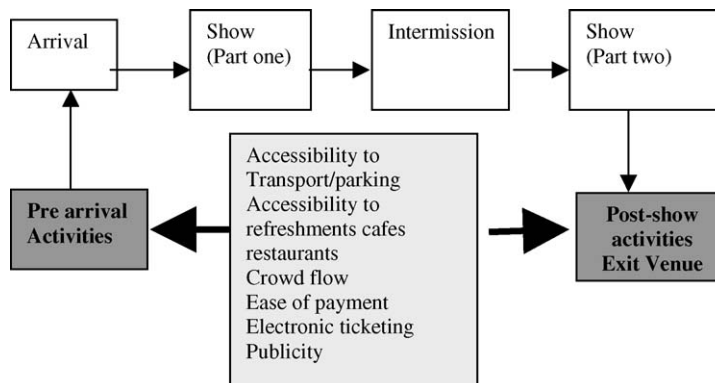 Arrival
Show
(Part one)
Intermission
Show
(Part two)
Pre arrival
Activities
Accessibility to
Transport/parking
Accessibility to
refreshments cafes
restaurants
Crowd flow
Ease of payment
Electronic ticketing
Publicity
Post-show
activities
Exit Venue